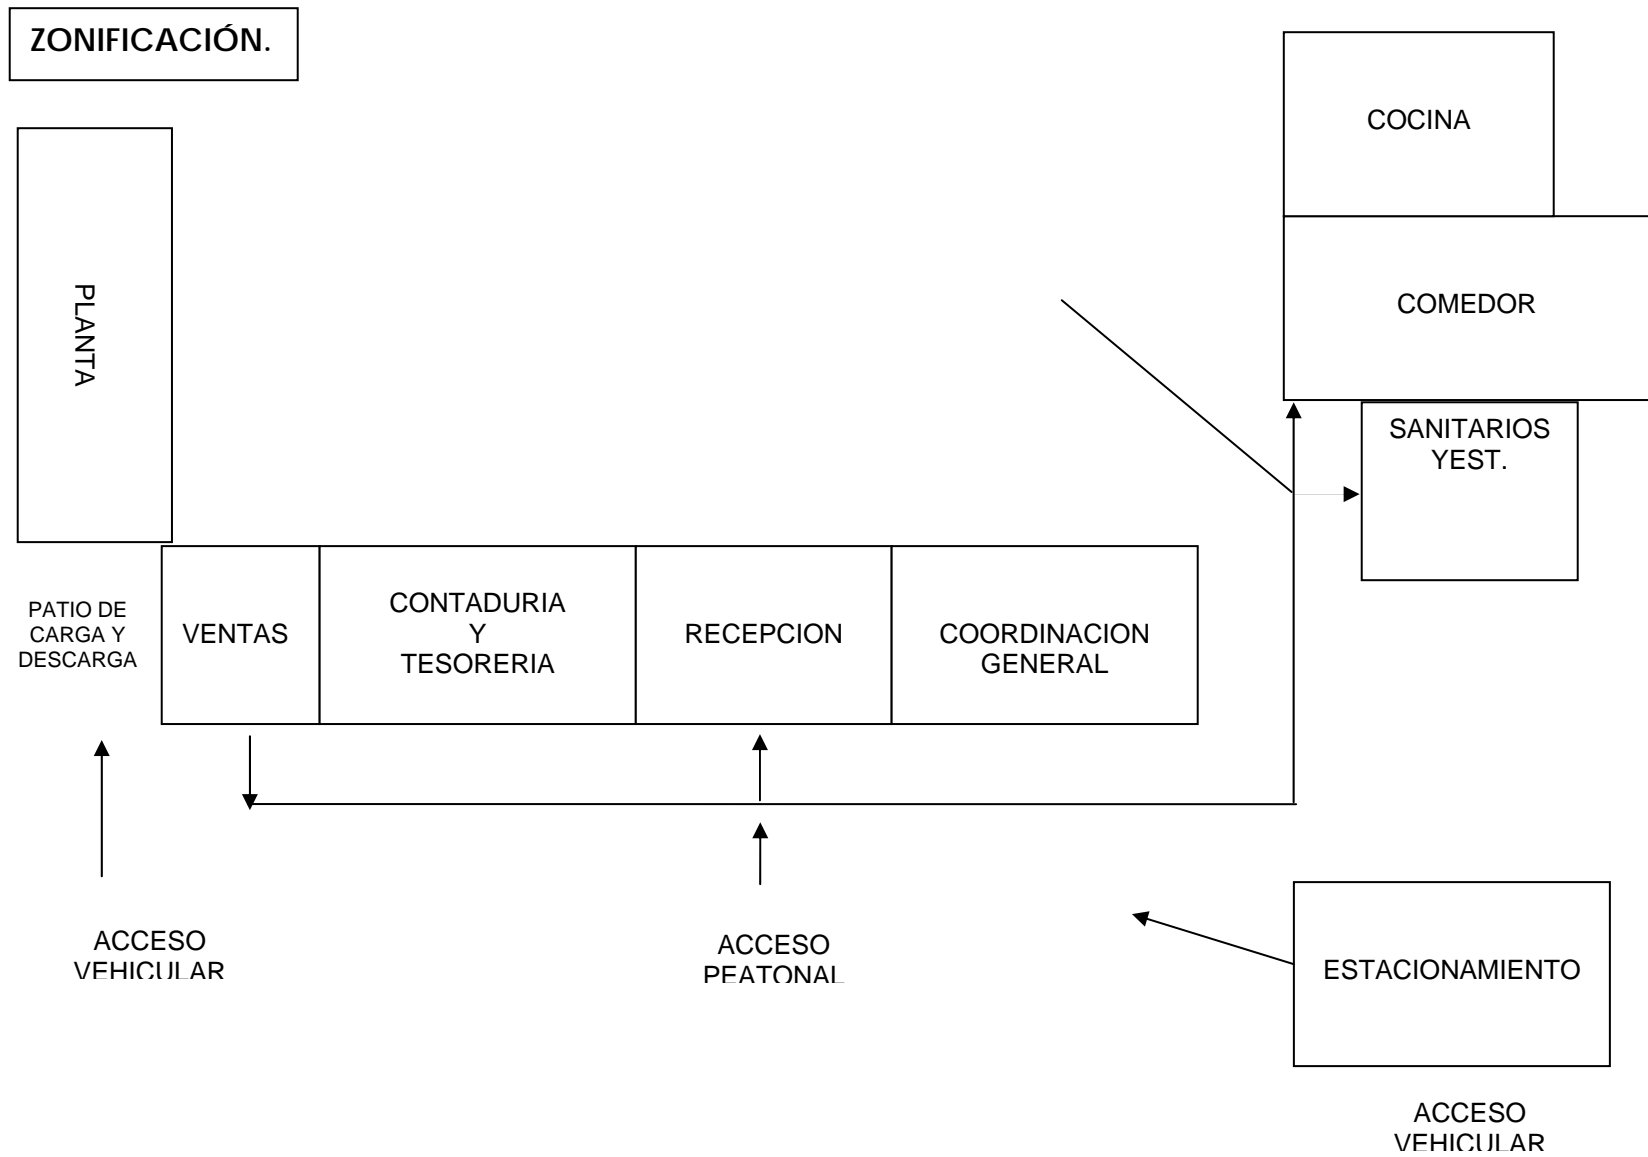 ZONIFICACIÓN.
COCINA
PLANTA
COMEDOR
SANITARIOS
YEST.
PATIO DE
CARGA Y
DESCARGA
VENTAS
CONTADURIA
Y
TESORERIA
RECEPCION
COORDINACION
GENERAL
ACCESO
VEHICULAR
ACCESO
PEATONAL
ESTACIONAMIENTO
ACCESO
VEHICULAR